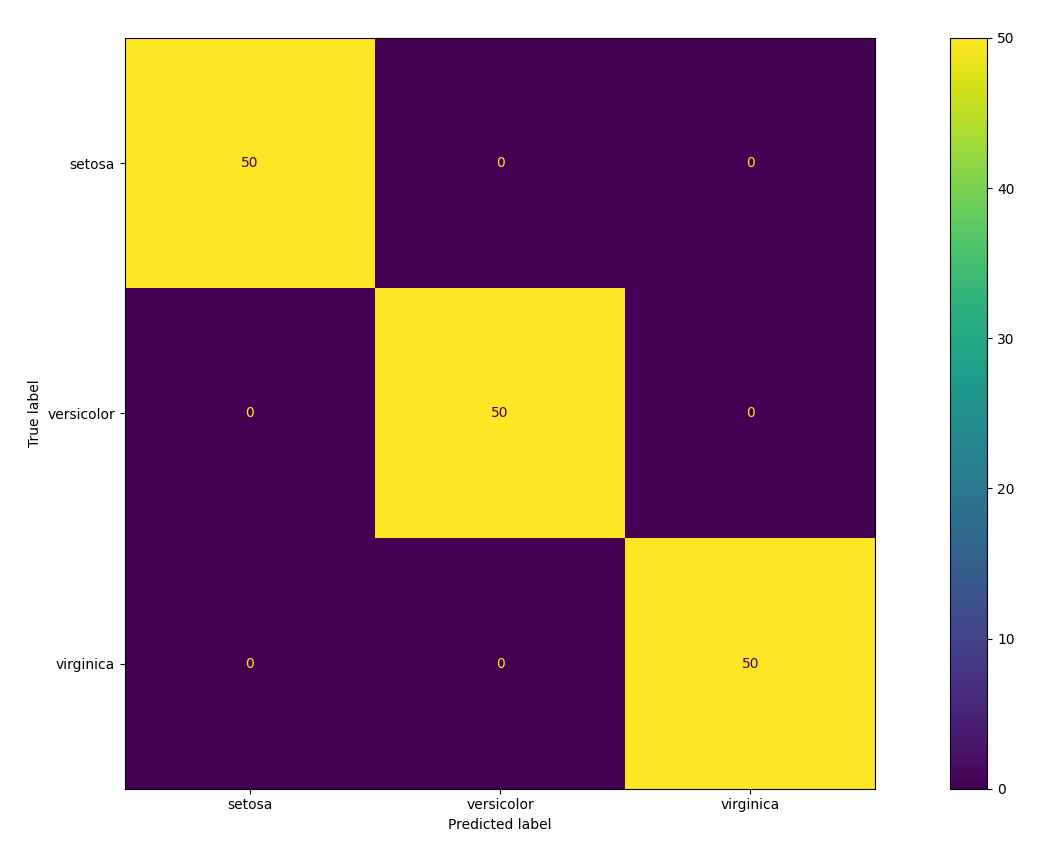 True label
setosa
50 0 0
versicolor
0 50 0
virginica
0 0 50
setosa versicolor virginica
Predicted label
50
40
30
20
10
0